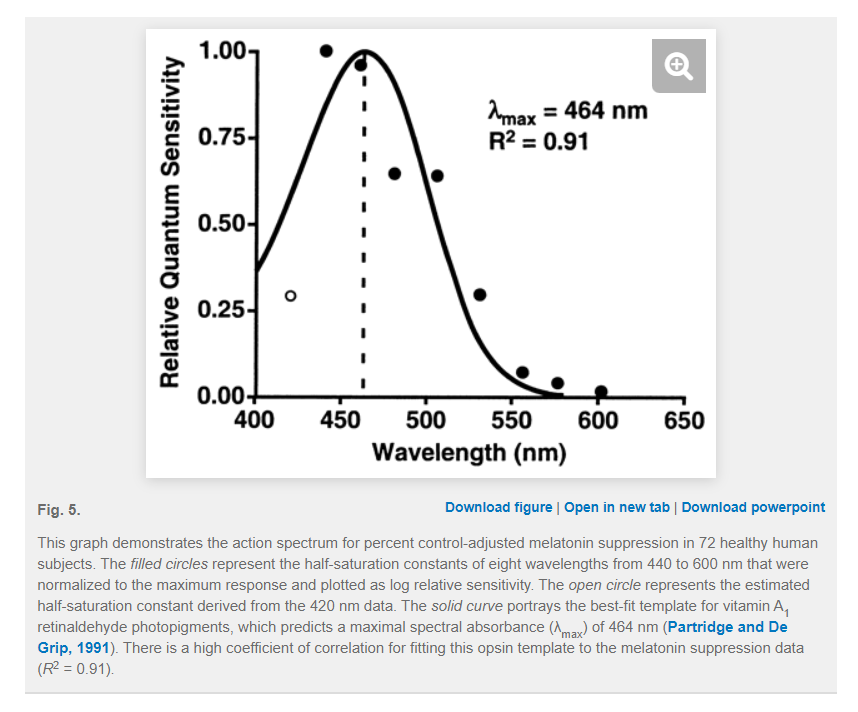 1.00
0.75
0.50
0.25
0.00
Relative Quantum Sensitivity
λmax = 464 nm
R² = 0.91
400 450 500 550 600 650
Wavelength (nm)
Fig. 5.
Download figure | Open in new tab | Download powerpoint
This graph demonstrates the action spectrum for percent control-adjusted melatonin suppression in 72 healthy human
subjects. The filled circles represent the half-saturation constants of eight wavelengths from 440 to 600 nm that were
normalized to the maximum response and plotted as log relative sensitivity. The open circle represents the estimated
half-saturation constant derived from the 420 nm data. The solid curve portrays the best-fit template for vitamin A₁
retinaldehyde photopigments, which predicts a maximal spectral absorbance (λmax) of 464 nm (Partridge and De
Grip, 1991). There is a high coefficient of correlation for fitting this opsin template to the melatonin suppression data
(R² = 0.91).